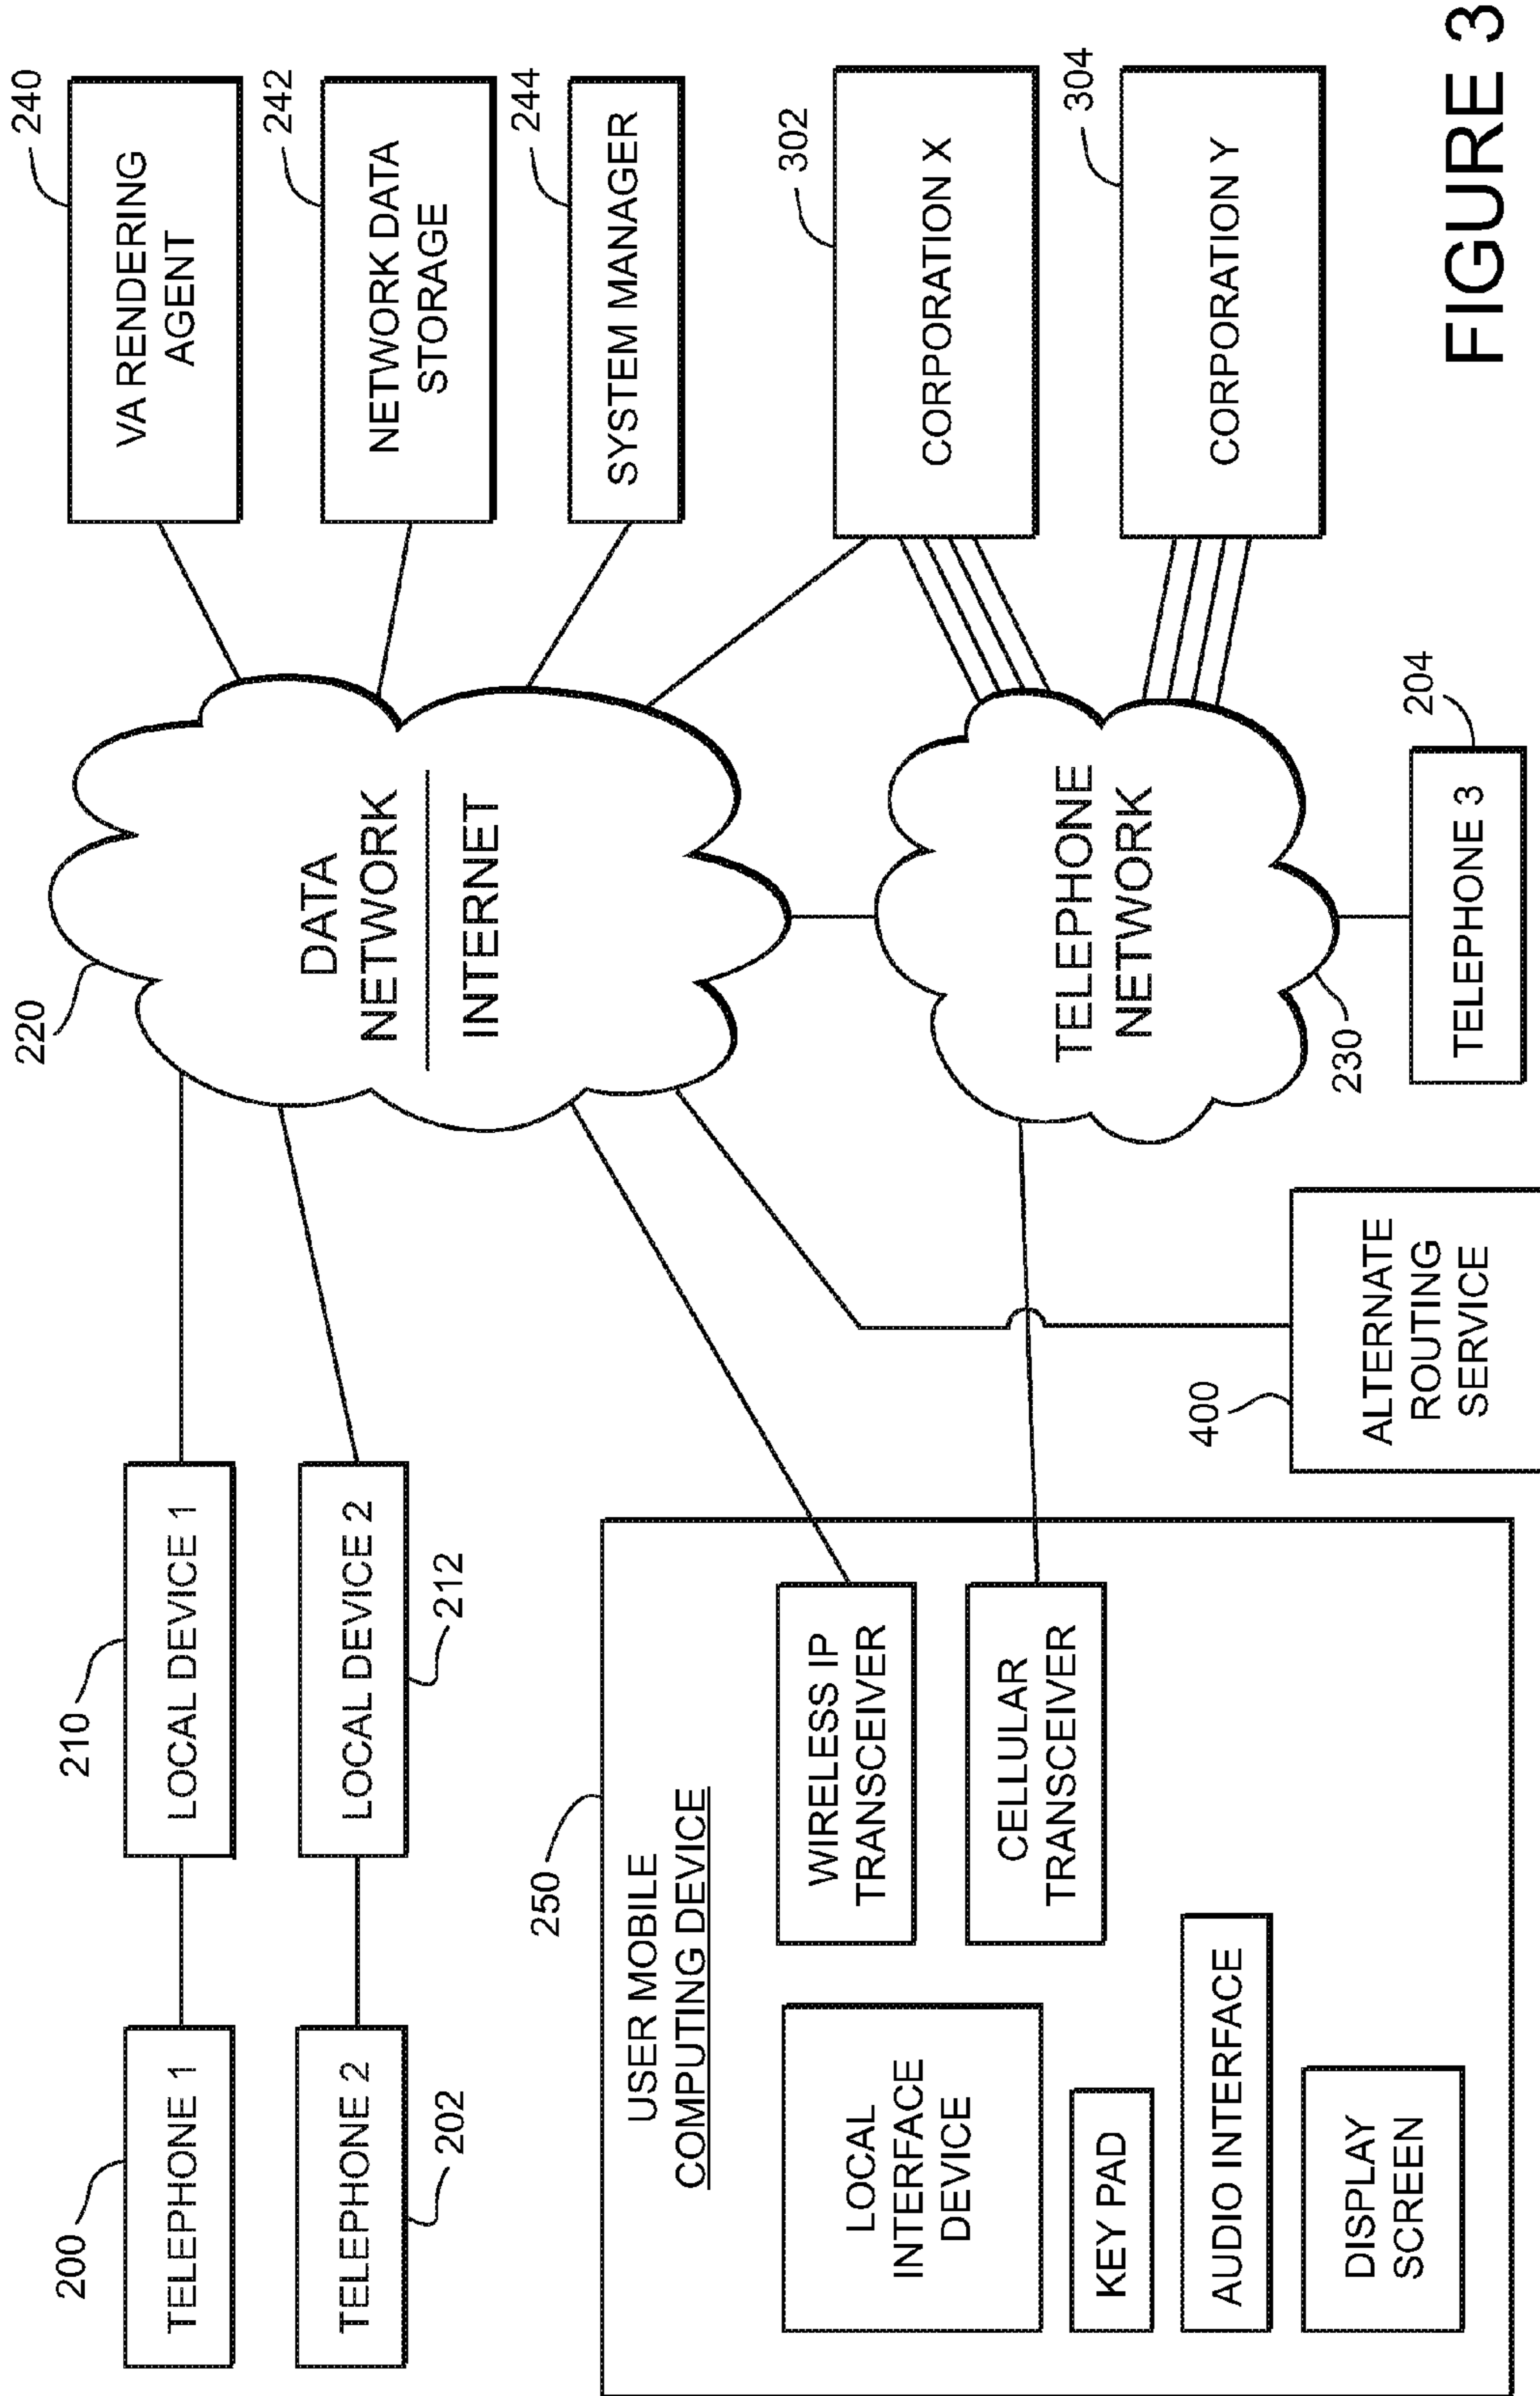 200
TELEPHONE 1
210
LOCAL DEVICE 1
TELEPHONE 2
202
LOCAL DEVICE 2
212
220
DATA
NETWORK
INTERNET
240
VA RENDERING
AGENT
242
NETWORK DATA
STORAGE
244
SYSTEM MANAGER
250
USER MOBILE
COMPUTING DEVICE
LOCAL
INTERFACE
DEVICE
WIRELESS IP
TRANSCEIVER
CELLULAR
TRANSCEIVER
KEY PAD
AUDIO INTERFACE
DISPLAY
SCREEN
302
CORPORATION X
304
CORPORATION Y
TELEPHONE
NETWORK
230
400
ALTERNATE
ROUTING
SERVICE
204
TELEPHONE 3
FIGURE 3